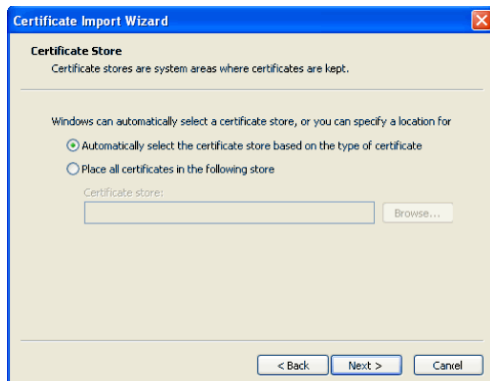 Certificate Import Wizard
Certificate Store
Certificate stores are system areas where certificates are kept.
Windows can automatically select a certificate store, or you can specify a location for
Automatically select the certificate store based on the type of certificate
Place all certificates in the following store
Certificate store:
Browse...
< Back Next > Cancel